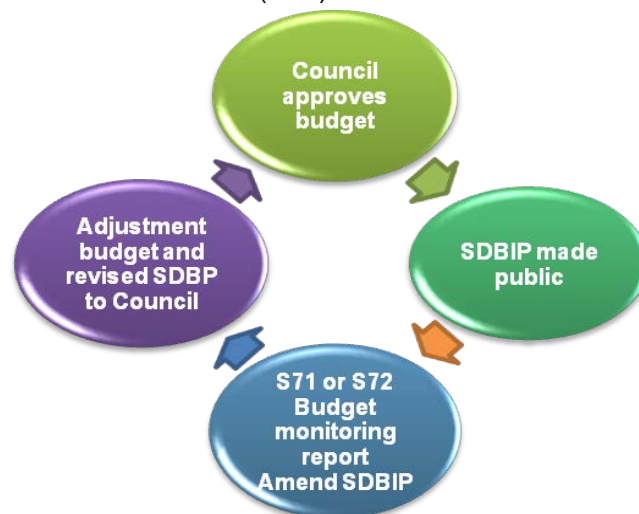 Council
approves
budget
SDBIP made
public
S71 or S72
Budget
monitoring
report
Amend SDBIP
Adjustment
budget and
revised SDBP
to Council